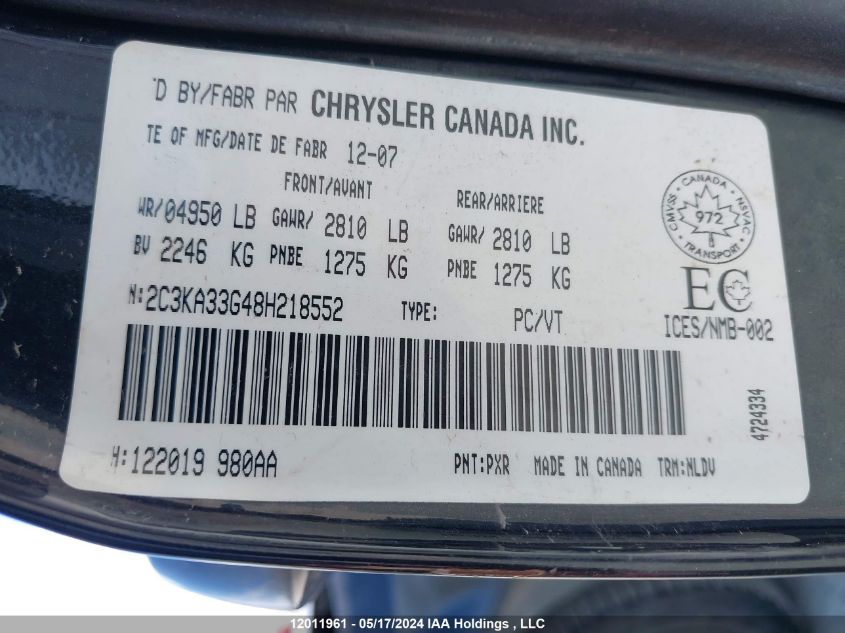 'D BY/FABR PAR CHRYSLER CANADA INC.
TE OF MFG/DATE DE FABR 12-07
FRONT/AVANT REAR/ARRIERE
WR/04950 LB GAWR/ 2810 LB GAWR/ 2810 LB
BV 2246 KG PNBE 1275 KG PNBE 1275 KG
N:2C3KA33G48H218552 TYPE: PC/VT
CANADA
CMVSS NSVAC
972
TRANSPORT
EC
ICES/NMB-002
4724334
H:122019 980AA PNT:PXR MADE IN CANADA TRM:NLDV
12011961 - 05/17/2024 IAA Holdings , LLC